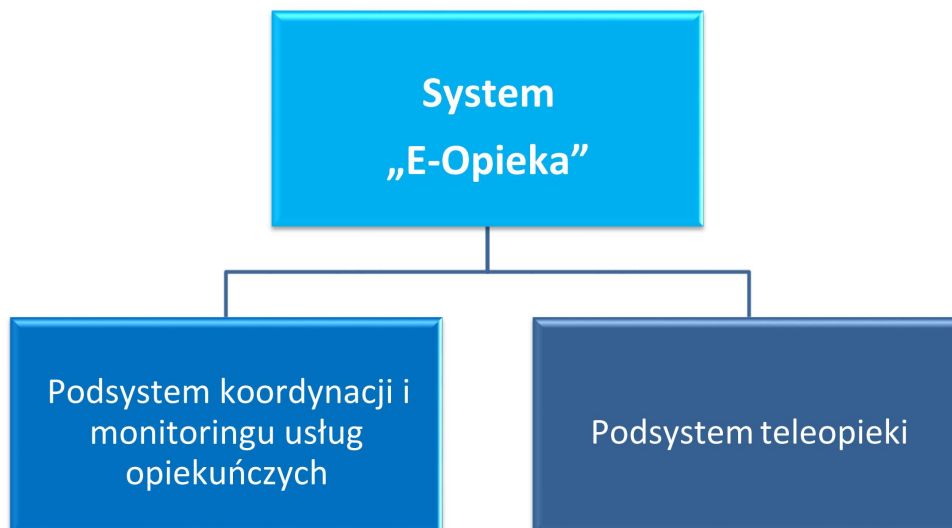 System
„E-Opieka”
Podsystem koordynacji i
monitoringu usług
opiekuńczych
Podsystem teleopieki